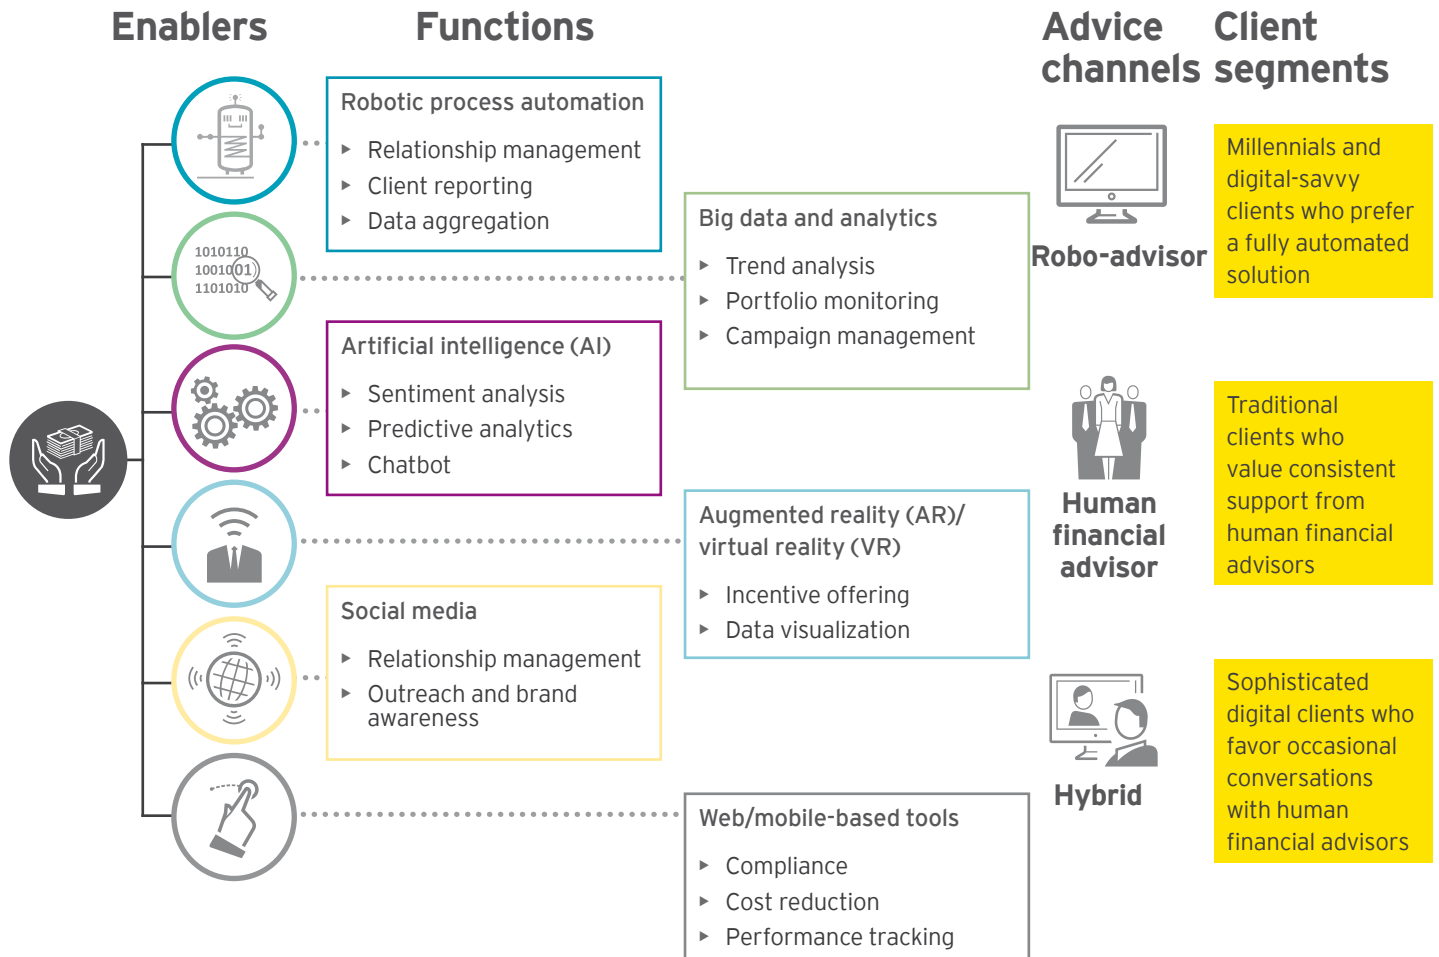 Enablers
Functions
Advice
channels
Client
segments
Robotic process automation
▸ Relationship management
▸ Client reporting
▸ Data aggregation
1010110
1001001
1101010
Big data and analytics
▸ Trend analysis
▸ Portfolio monitoring
▸ Campaign management
Artificial intelligence (AI)
▸ Sentiment analysis
▸ Predictive analytics
▸ Chatbot
Augmented reality (AR)/
virtual reality (VR)
▸ Incentive offering
▸ Data visualization
Social media
▸ Relationship management
▸ Outreach and brand
awareness
Web/mobile-based tools
▸ Compliance
▸ Cost reduction
▸ Performance tracking
Robo-advisor
Millennials and
digital-savvy
clients who prefer
a fully automated
solution
Human
financial
advisor
Traditional
clients who
value consistent
support from
human financial
advisors
Hybrid
Sophisticated
digital clients who
favor occasional
conversations
with human
financial advisors